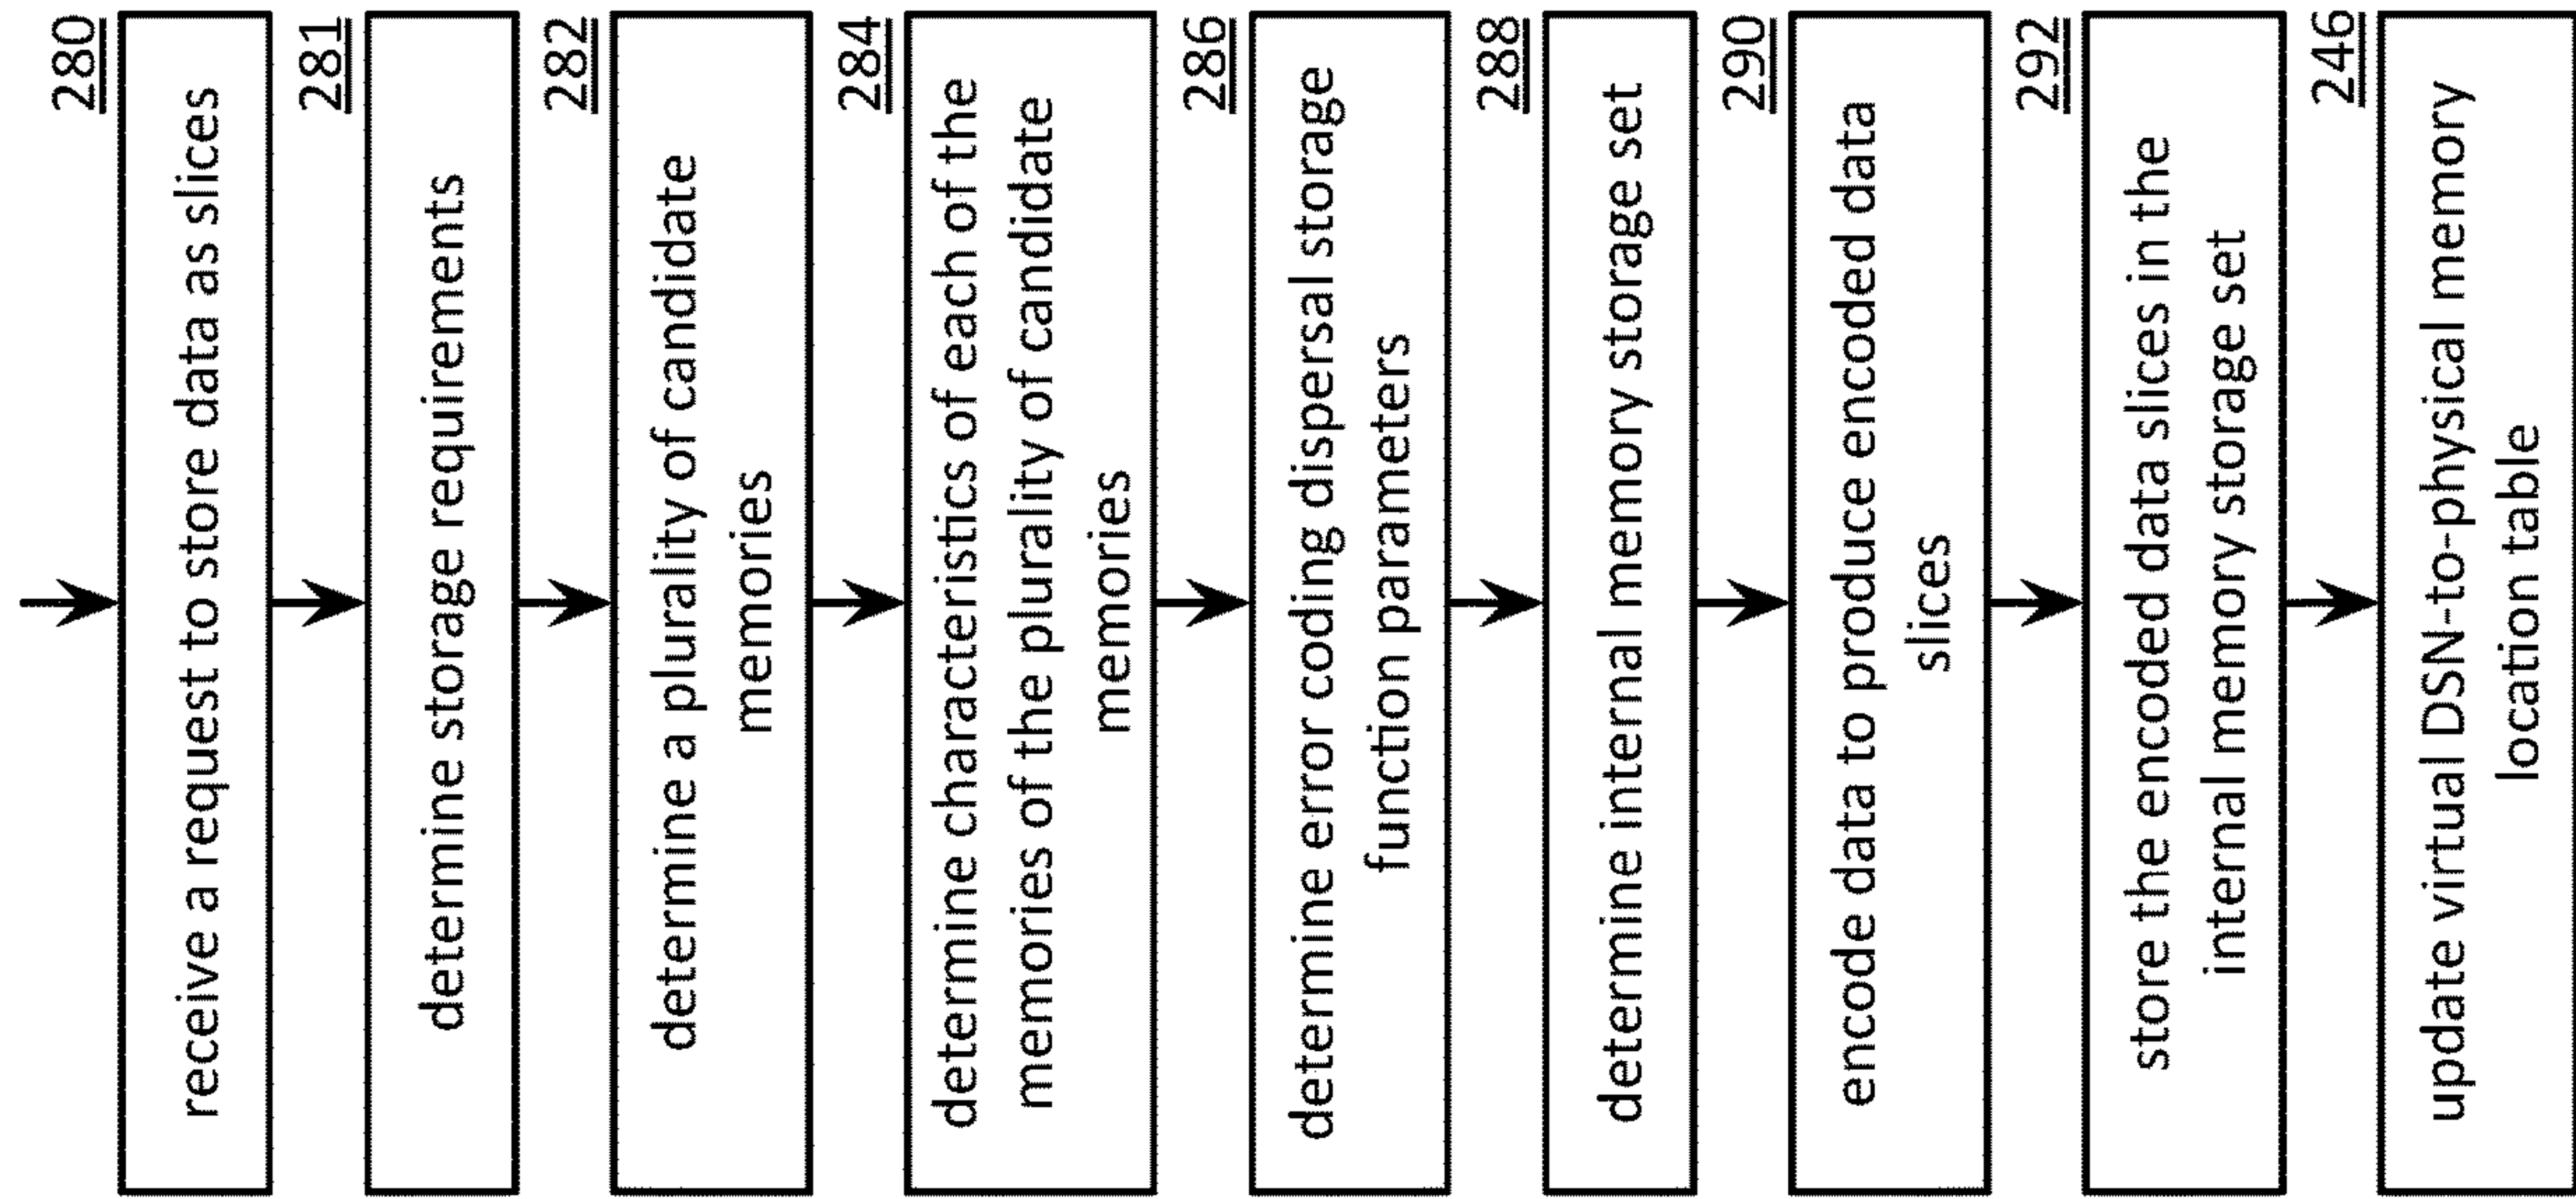 280
receive a request to store data as slices
281
determine storage requirements
282
determine a plurality of candidate
memories
284
determine characteristics of each of the
memories of the plurality of candidate
memories
286
determine error coding dispersal storage
function parameters
288
determine internal memory storage set
290
encode data to produce encoded data
slices
292
store the encoded data slices in the
internal memory storage set
246
update virtual DSN-to-physical memory
location table